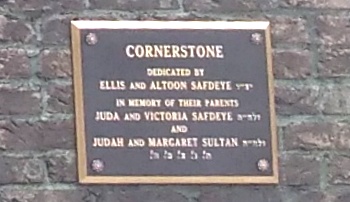 CORNERSTONE
DEDICATED BY
ELLIS AND ALTOON SAFDEYE
IN MEMORY OF THEIR PARENTS
JUDA AND VICTORIA SAFDEYE
AND
JUDAH AND MARGARET SULTAN